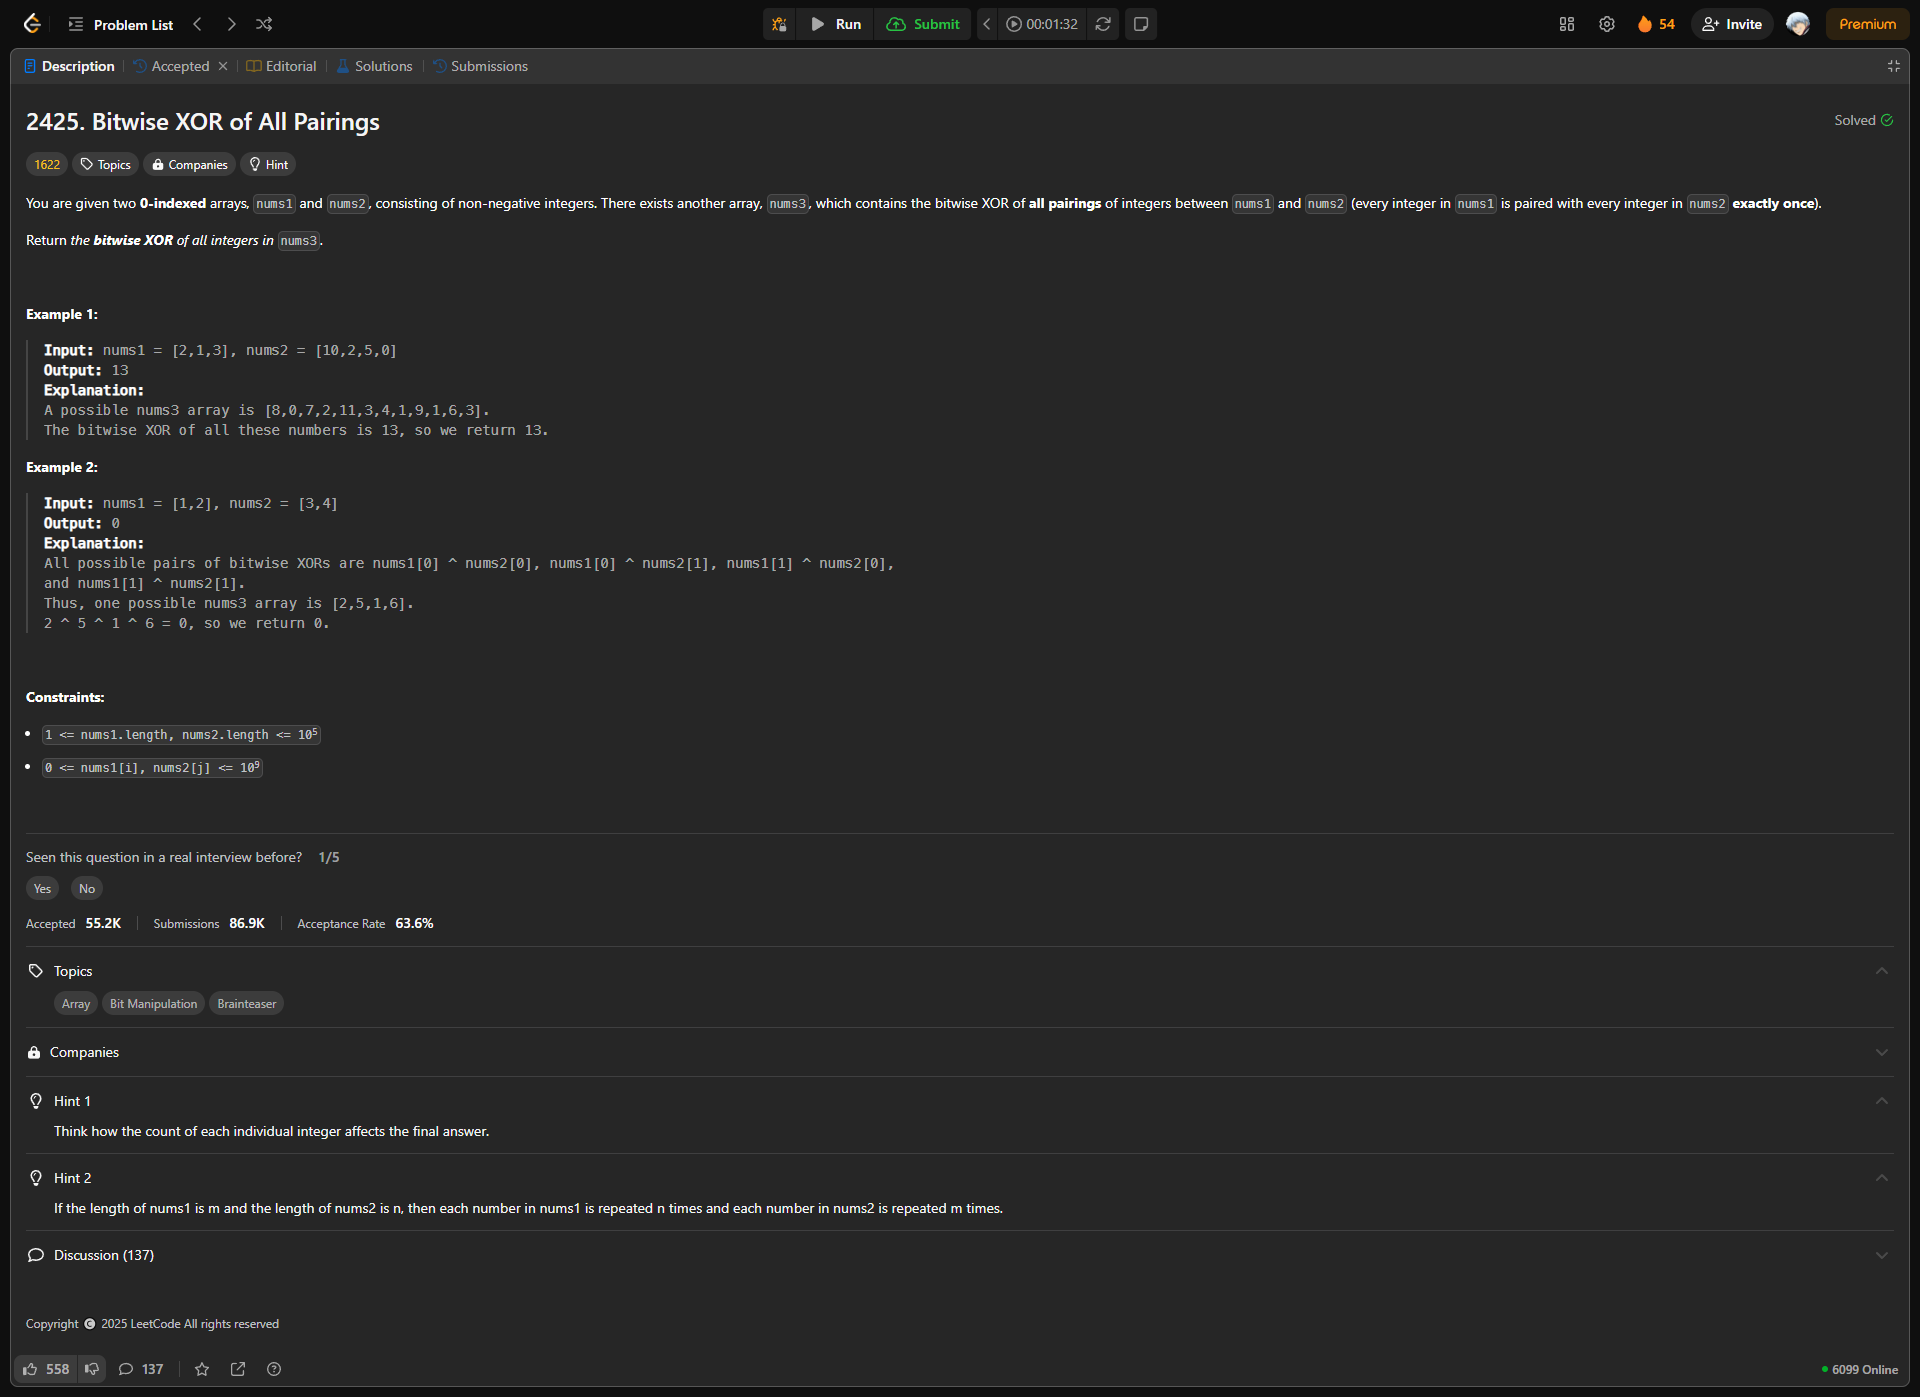 Problem List
Run
Submit
00:01:32
54
Invite
Premium
Description
Accepted
Editorial
Solutions
Submissions
2425. Bitwise XOR of All Pairings
Solved
1622
Topics
Companies
Hint
You are given two 0-indexed arrays, nums1 and nums2, consisting of non-negative integers. There exists another array, nums3, which contains the bitwise XOR of all pairings of integers between nums1 and nums2 (every integer in nums1 is paired with every integer in nums2 exactly once).
Return the bitwise XOR of all integers in nums3.
Example 1:
Input: nums1 = [2,1,3], nums2 = [10,2,5,0]
Output: 13
Explanation:
A possible nums3 array is [8,0,7,2,11,3,4,1,9,1,6,3].
The bitwise XOR of all these numbers is 13, so we return 13.
Example 2:
Input: nums1 = [1,2], nums2 = [3,4]
Output: 0
Explanation:
All possible pairs of bitwise XORs are nums1[0] ^ nums2[0], nums1[0] ^ nums2[1], nums1[1] ^ nums2[0],
and nums1[1] ^ nums2[1].
Thus, one possible nums3 array is [2,5,1,6].
2 ^ 5 ^ 1 ^ 6 = 0, so we return 0.
Constraints:
• 1 <= nums1.length, nums2.length <= 10⁵
• 0 <= nums1[i], nums2[j] <= 10⁹
Seen this question in a real interview before? 1/5
Yes No
Accepted 55.2K Submissions 86.9K Acceptance Rate 63.6%
Topics
Array Bit Manipulation Brainteaser
Companies
Hint 1
Think how the count of each individual integer affects the final answer.
Hint 2
If the length of nums1 is m and the length of nums2 is n, then each number in nums1 is repeated n times and each number in nums2 is repeated m times.
Discussion (137)
Copyright © 2025 LeetCode All rights reserved
558
137
6099 Online